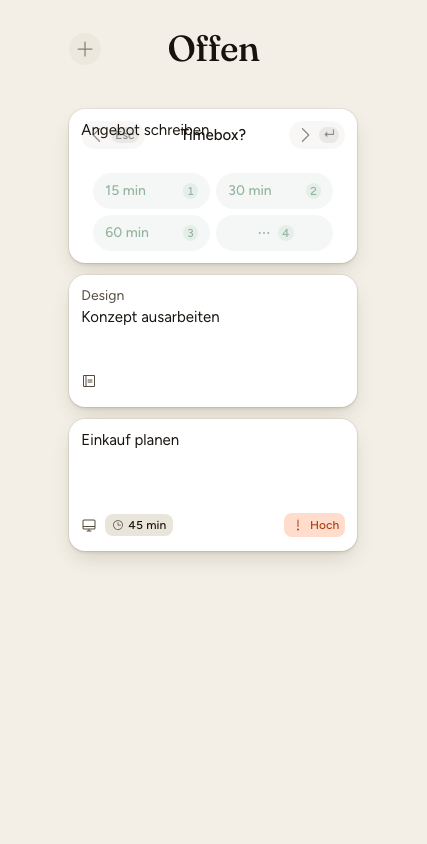 Offen
Angebot schreiben
Esc Timebox?
15 min 1 30 min 2
60 min 3 ... 4
Design
Konzept ausarbeiten
Einkauf planen
45 min ! Hoch